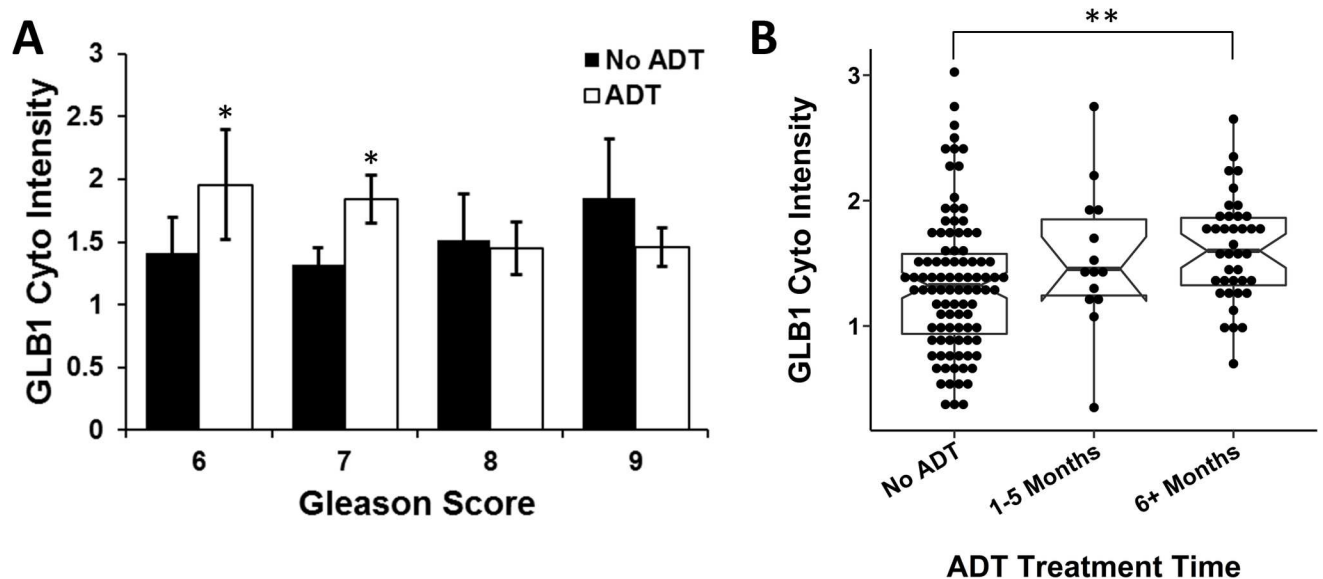 A
GLB1 Cyto Intensity
3
2.5
2
1.5
1
0.5
0
No ADT
ADT
*
*
6 7 8 9
Gleason Score
B
**
GLB1 Cyto Intensity
3
2
1
No ADT
1-5 Months
6+ Months
ADT Treatment Time